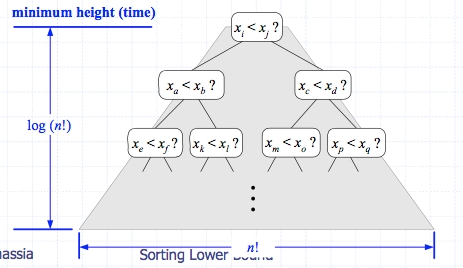 minimum height (time)
x_i < x_j ?
x_a < x_b ?
x_c < x_d ?
log (n!)
x_e < x_f ?
x_k < x_l ?
x_m < x_o ?
x_p < x_q ?
n!
Sorting Lower